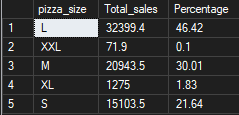 pizza_size Total_sales Percentage
1 L 32399.4 46.42
2 XXL 71.9 0.1
3 M 20943.5 30.01
4 XL 1275 1.83
5 S 15103.5 21.64